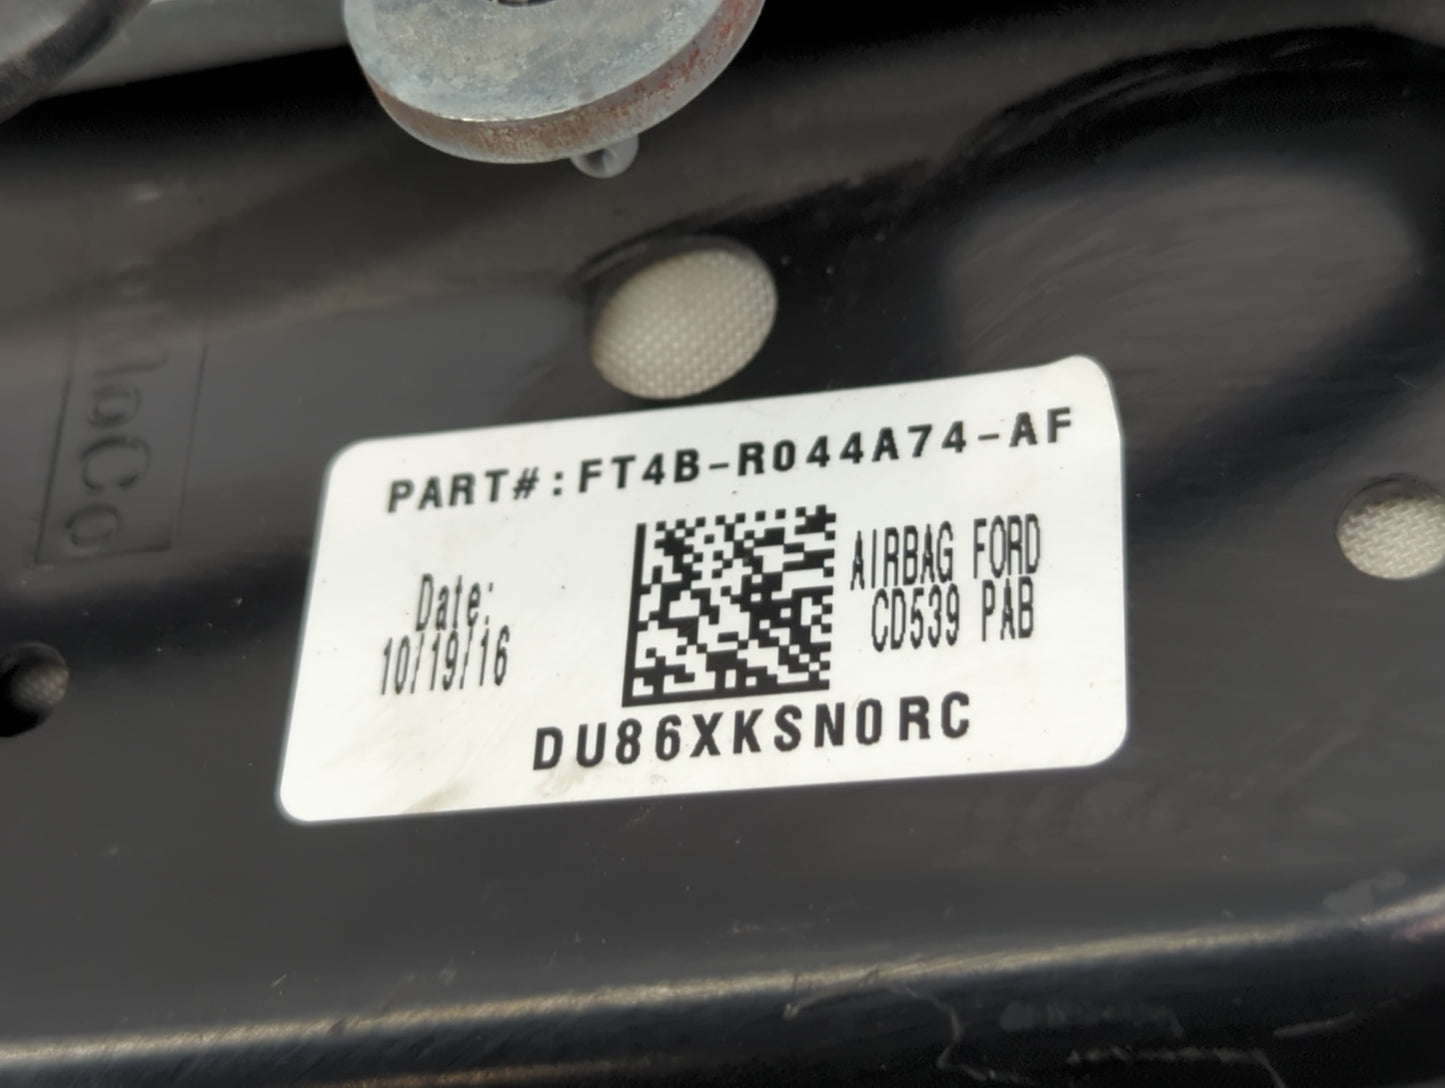 PART#:FT4B-R044A74-AF
Date:
10/19/16
AIRBAG FORD
CD539 PAB
DU86XKSN0RC